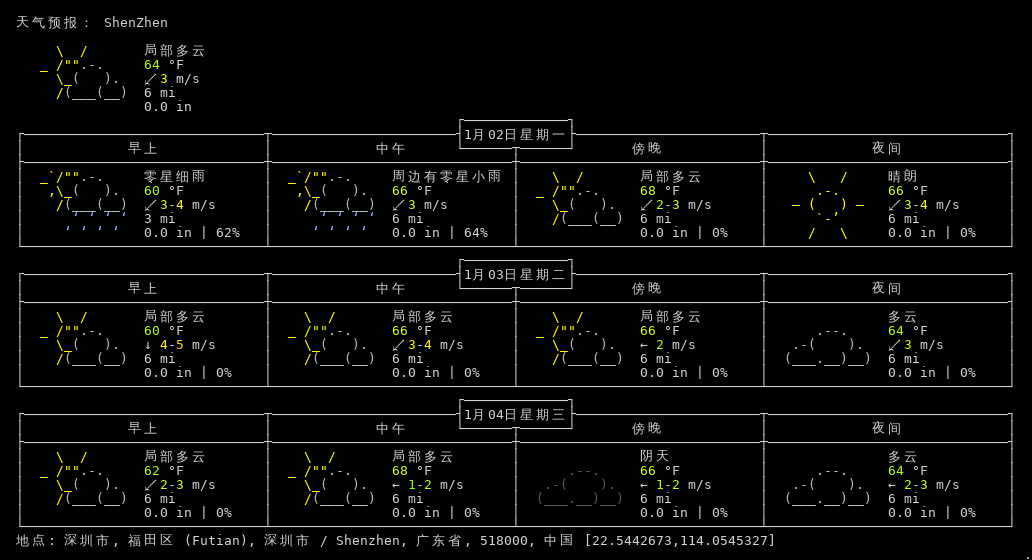 天气预报： ShenZhen
局部多云
64 °F
↙3 m/s
6 mi
0.0 in
1月02日星期一
早上 中午 傍晚 夜间
零星细雨 周边有零星小雨 局部多云 晴朗
60 °F 66 °F 68 °F 66 °F
↙3-4 m/s ↙3 m/s ↙2-3 m/s ↙3-4 m/s
3 mi 6 mi 6 mi 6 mi
0.0 in | 62% 0.0 in | 64% 0.0 in | 0% 0.0 in | 0%
1月03日星期二
早上 中午 傍晚 夜间
局部多云 局部多云 局部多云 多云
60 °F 66 °F 66 °F 64 °F
↓ 4-5 m/s ↙3-4 m/s ← 2 m/s ↙3 m/s
6 mi 6 mi 6 mi 6 mi
0.0 in | 0% 0.0 in | 0% 0.0 in | 0% 0.0 in | 0%
1月04日星期三
早上 中午 傍晚 夜间
局部多云 局部多云 阴天 多云
62 °F 68 °F 66 °F 64 °F
↙2-3 m/s ← 1-2 m/s ← 1-2 m/s ← 2-3 m/s
6 mi 6 mi 6 mi 6 mi
0.0 in | 0% 0.0 in | 0% 0.0 in | 0% 0.0 in | 0%
地点: 深圳市, 福田区 (Futian), 深圳市 / Shenzhen, 广东省, 518000, 中国 [22.5442673,114.0545327]